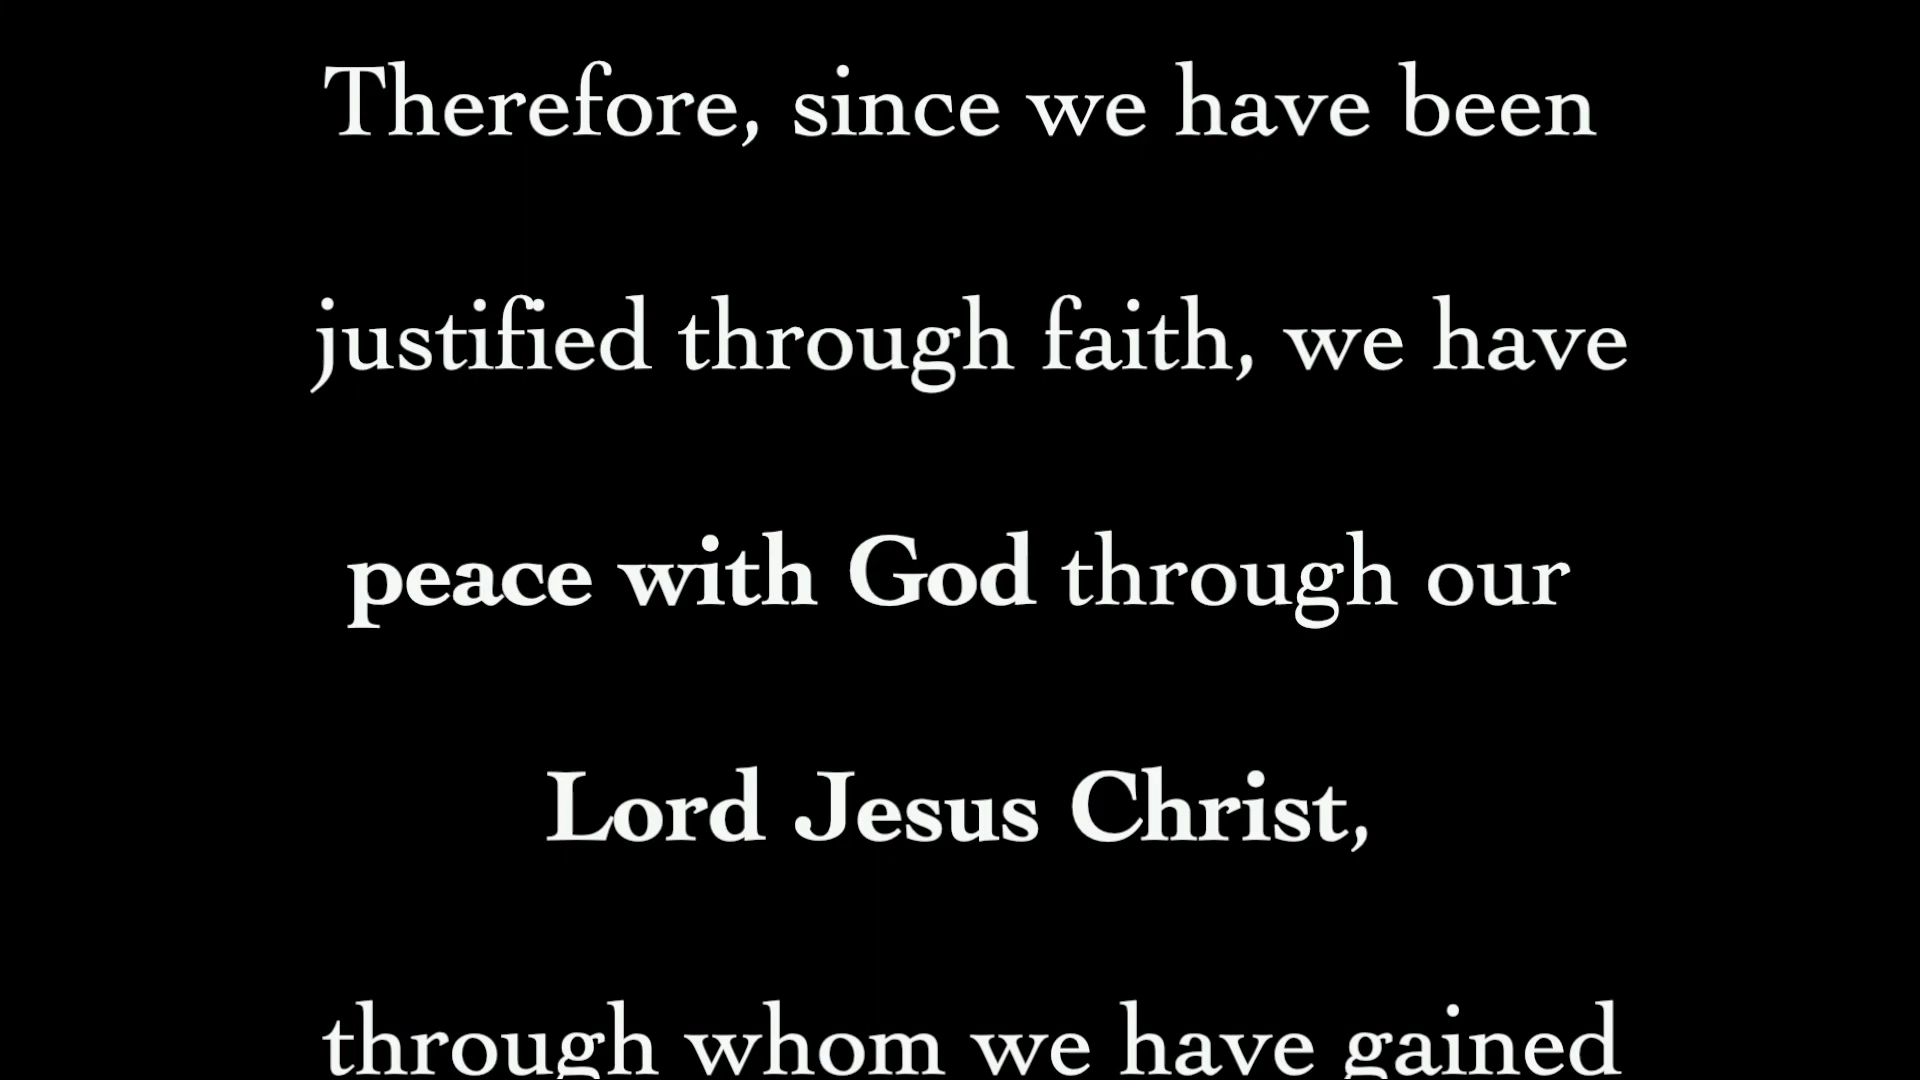 Therefore, since we have been
justified through faith, we have
peace with God through our
Lord Jesus Christ,
through whom we have gained